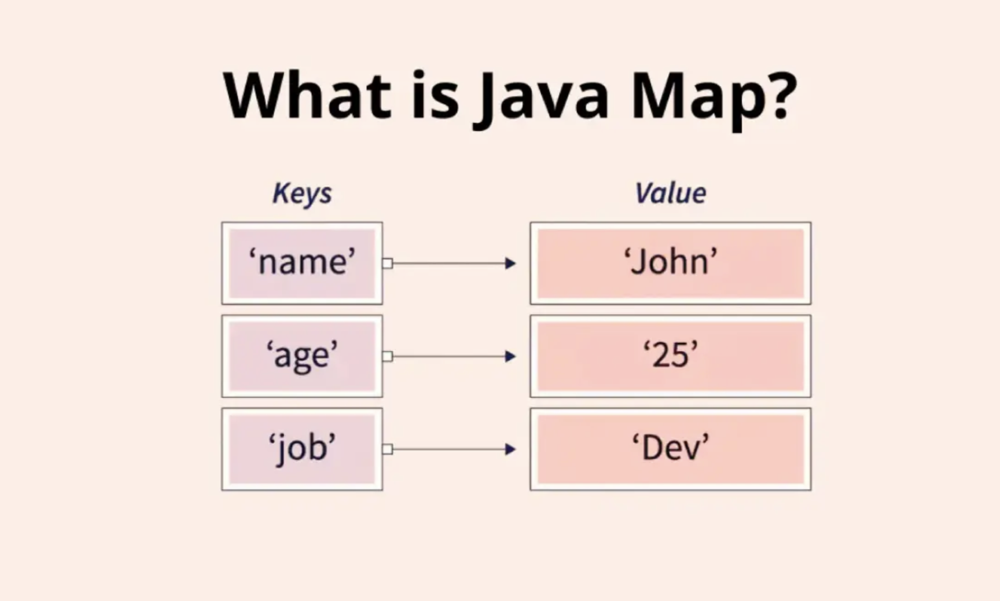 What is Java Map?
Keys Value
‘name’ ‘John’
‘age’ ‘25’
‘job’ ‘Dev’